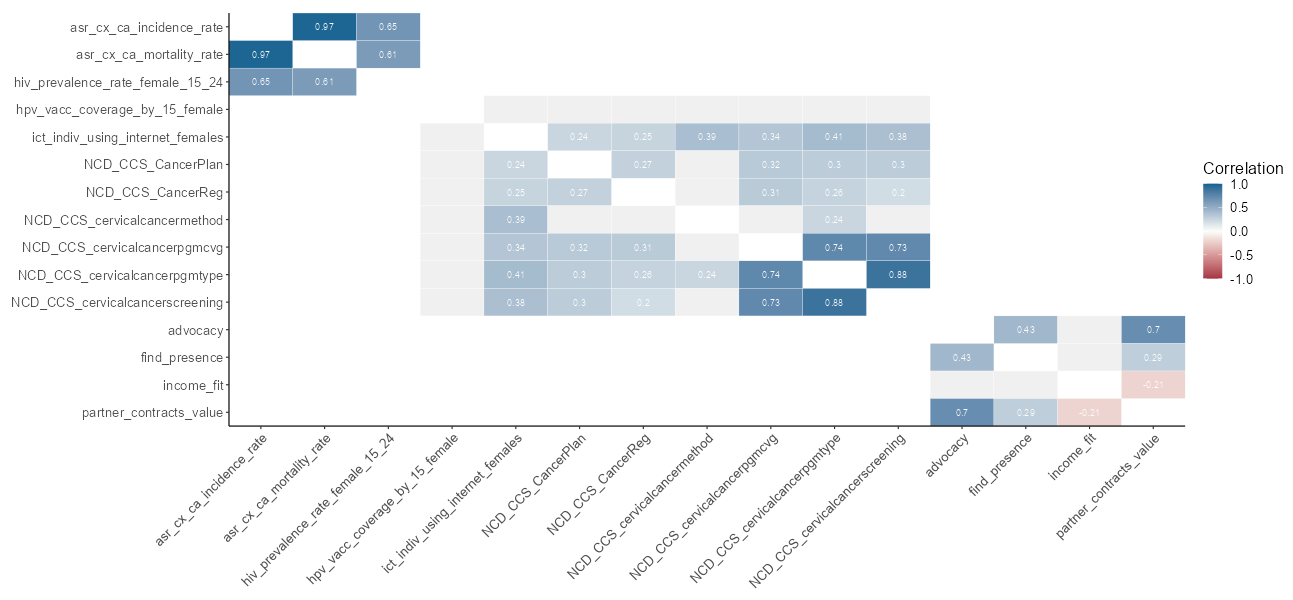 asr_cx_ca_incidence_rate 0.97 0.65
asr_cx_ca_mortality_rate 0.97 0.61
hiv_prevalence_rate_female_15_24 0.65 0.61
hpv_vacc_coverage_by_15_female
ict_indiv_using_internet_females 0.24 0.25 0.39 0.34 0.41 0.38
NCD_CCS_CancerPlan 0.24 0.27 0.32 0.3 0.3
NCD_CCS_CancerReg 0.25 0.27 0.31 0.26 0.2
NCD_CCS_cervicalcancermethod 0.39 0.24
NCD_CCS_cervicalcancerpgmcvg 0.34 0.32 0.31 0.74 0.73
NCD_CCS_cervicalcancerpgmtype 0.41 0.3 0.26 0.24 0.74 0.88
NCD_CCS_cervicalcancerscreening 0.38 0.3 0.2 0.73 0.88
advocacy 0.43 0.7
find_presence 0.43 0.29
income_fit -0.21
partner_contracts_value 0.7 0.29 -0.21
asr_cx_ca_incidence_rate
asr_cx_ca_mortality_rate
hiv_prevalence_rate_female_15_24
hpv_vacc_coverage_by_15_female
ict_indiv_using_internet_females
NCD_CCS_CancerPlan
NCD_CCS_CancerReg
NCD_CCS_cervicalcancermethod
NCD_CCS_cervicalcancerpgmcvg
NCD_CCS_cervicalcancerpgmtype
NCD_CCS_cervicalcancerscreening
advocacy
find_presence
income_fit
partner_contracts_value
Correlation
1.0
0.5
0.0
-0.5
-1.0